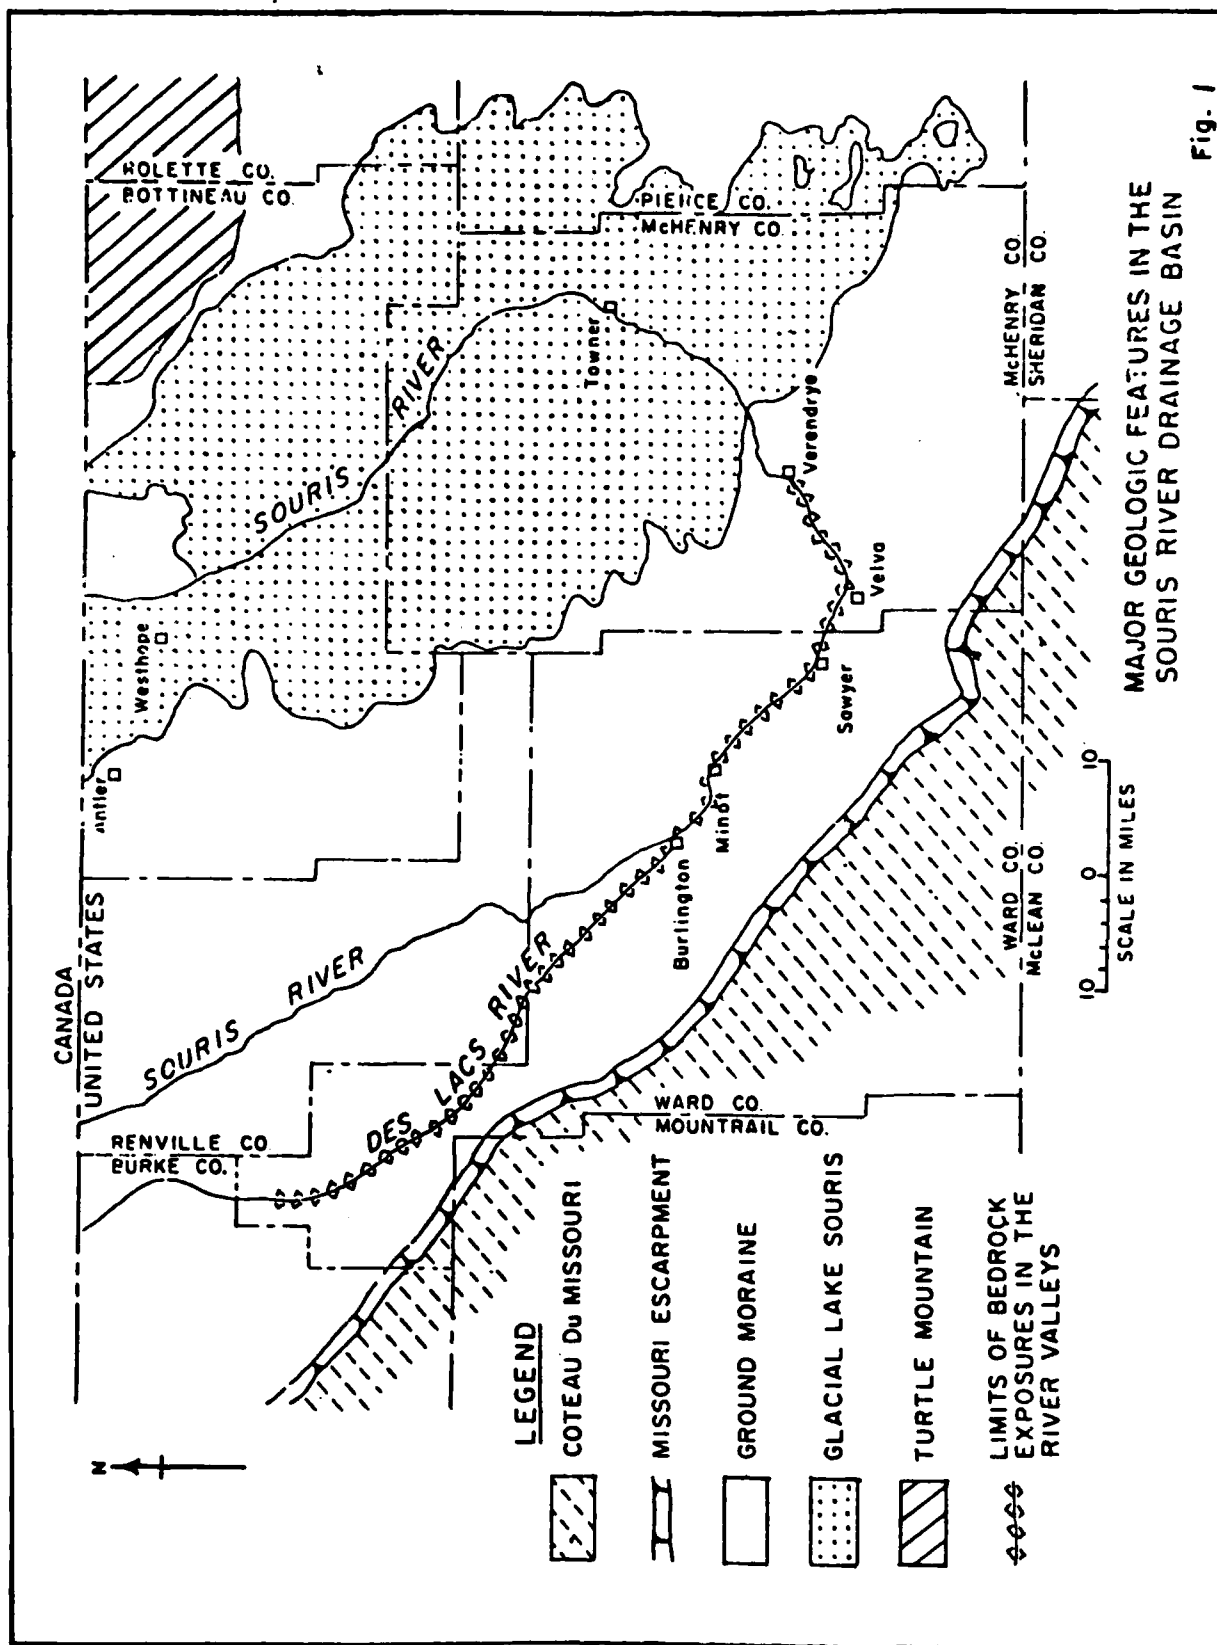 CANADA
UNITED STATES
ROLETTE CO.
BOTTINEAU CO.
RENVILLE CO.
BURKE CO.
SOURIS RIVER
DES LACS RIVER
SOURIS RIVER
Antler
Westhope
Towner
PIERCE CO.
McHENRY CO.
Verendrye
Velva
Sawyer
Minot
Burlington
WARD CO.
MOUNTRAIL CO.
WARD CO.
McLEAN CO.
McHENRY CO.
SHERIDAN CO.
N
LEGEND
COTEAU Du MISSOURI
MISSOURI ESCARPMENT
GROUND MORAINE
GLACIAL LAKE SOURIS
TURTLE MOUNTAIN
LIMITS OF BEDROCK
EXPOSURES IN THE
RIVER VALLEYS
10 0 10
SCALE IN MILES
MAJOR GEOLOGIC FEATURES IN THE
SOURIS RIVER DRAINAGE BASIN
Fig. 1